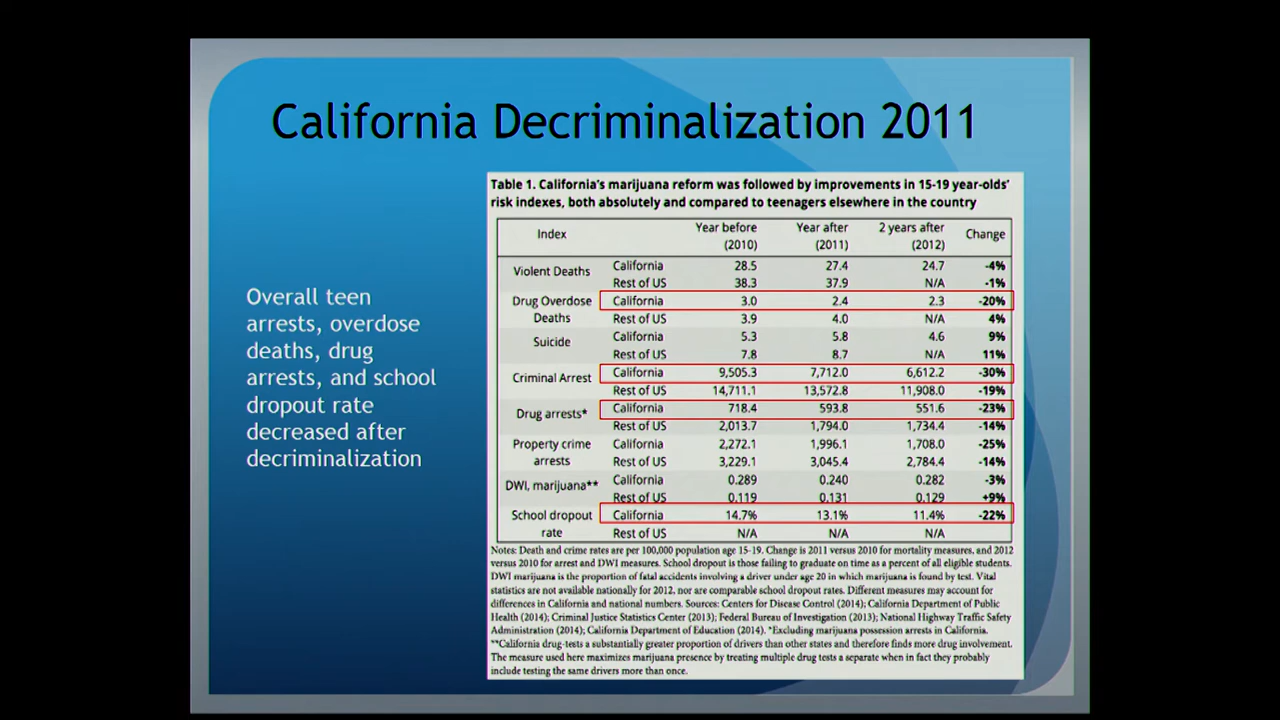 California Decriminalization 2011
Overall teen
arrests, overdose
deaths, drug
arrests, and school
dropout rate
decreased after
decriminalization
Table 1. California's marijuana reform was followed by improvements in 15-19 year-olds'
risk indexes, both absolutely and compared to teenagers elsewhere in the country
Index Year before (2010) Year after (2011) 2 years after (2012) Change
Violent Deaths California 28.5 27.4 24.7 -4%
Rest of US 38.3 37.9 N/A -1%
Drug Overdose California 3.0 2.4 2.3 -20%
Deaths Rest of US 3.9 4.0 N/A 4%
Suicide California 5.3 5.8 4.6 9%
Rest of US 7.8 8.7 N/A 11%
Criminal Arrest California 9,505.3 7,712.0 6,612.2 -30%
Rest of US 14,711.1 13,572.8 11,908.0 -19%
Drug arrests* California 718.4 593.8 551.6 -23%
Rest of US 2,013.7 1,794.0 1,734.4 -14%
Property crime California 2,272.1 1,996.1 1,708.0 -25%
arrests Rest of US 3,229.1 3,045.4 2,784.4 -14%
DWI, marijuana** California 0.289 0.240 0.282 -3%
Rest of US 0.119 0.131 0.129 +9%
School dropout California 14.7% 13.1% 11.4% -22%
rate Rest of US N/A N/A N/A
Notes: Death and crime rates are per 100,000 population age 15-19. Change is 2011 versus 2010 for mortality measures, and 2012
versus 2010 for arrest and DWI measures. School dropout is those failing to graduate on time as a percent of all eligible students.
DWI marijuana is the proportion of fatal accidents involving a driver under age 20 in which marijuana is found by test. Vital
statistics are not available nationally for 2012, nor are comparable school dropout rates. Different measures may account for
differences in California and national numbers. Sources: Centers for Disease Control (2014); California Department of Public
Health (2014); Criminal Justice Statistics Center (2013); Federal Bureau of Investigation (2013); National Highway Traffic Safety
Administration (2014); California Department of Education (2014). *Excluding marijuana possession arrests in California.
**California drug-tests a substantially greater proportion of drivers than other states and therefore finds more drug involvement.
The measure used here maximizes marijuana presence by treating multiple drug tests a separate when in fact they probably
include testing the same drivers more than once.